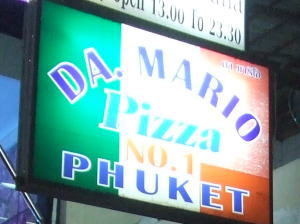 open 13.00 To 23.30
DA. MARIO
Pizza
NO.1
PHUKET